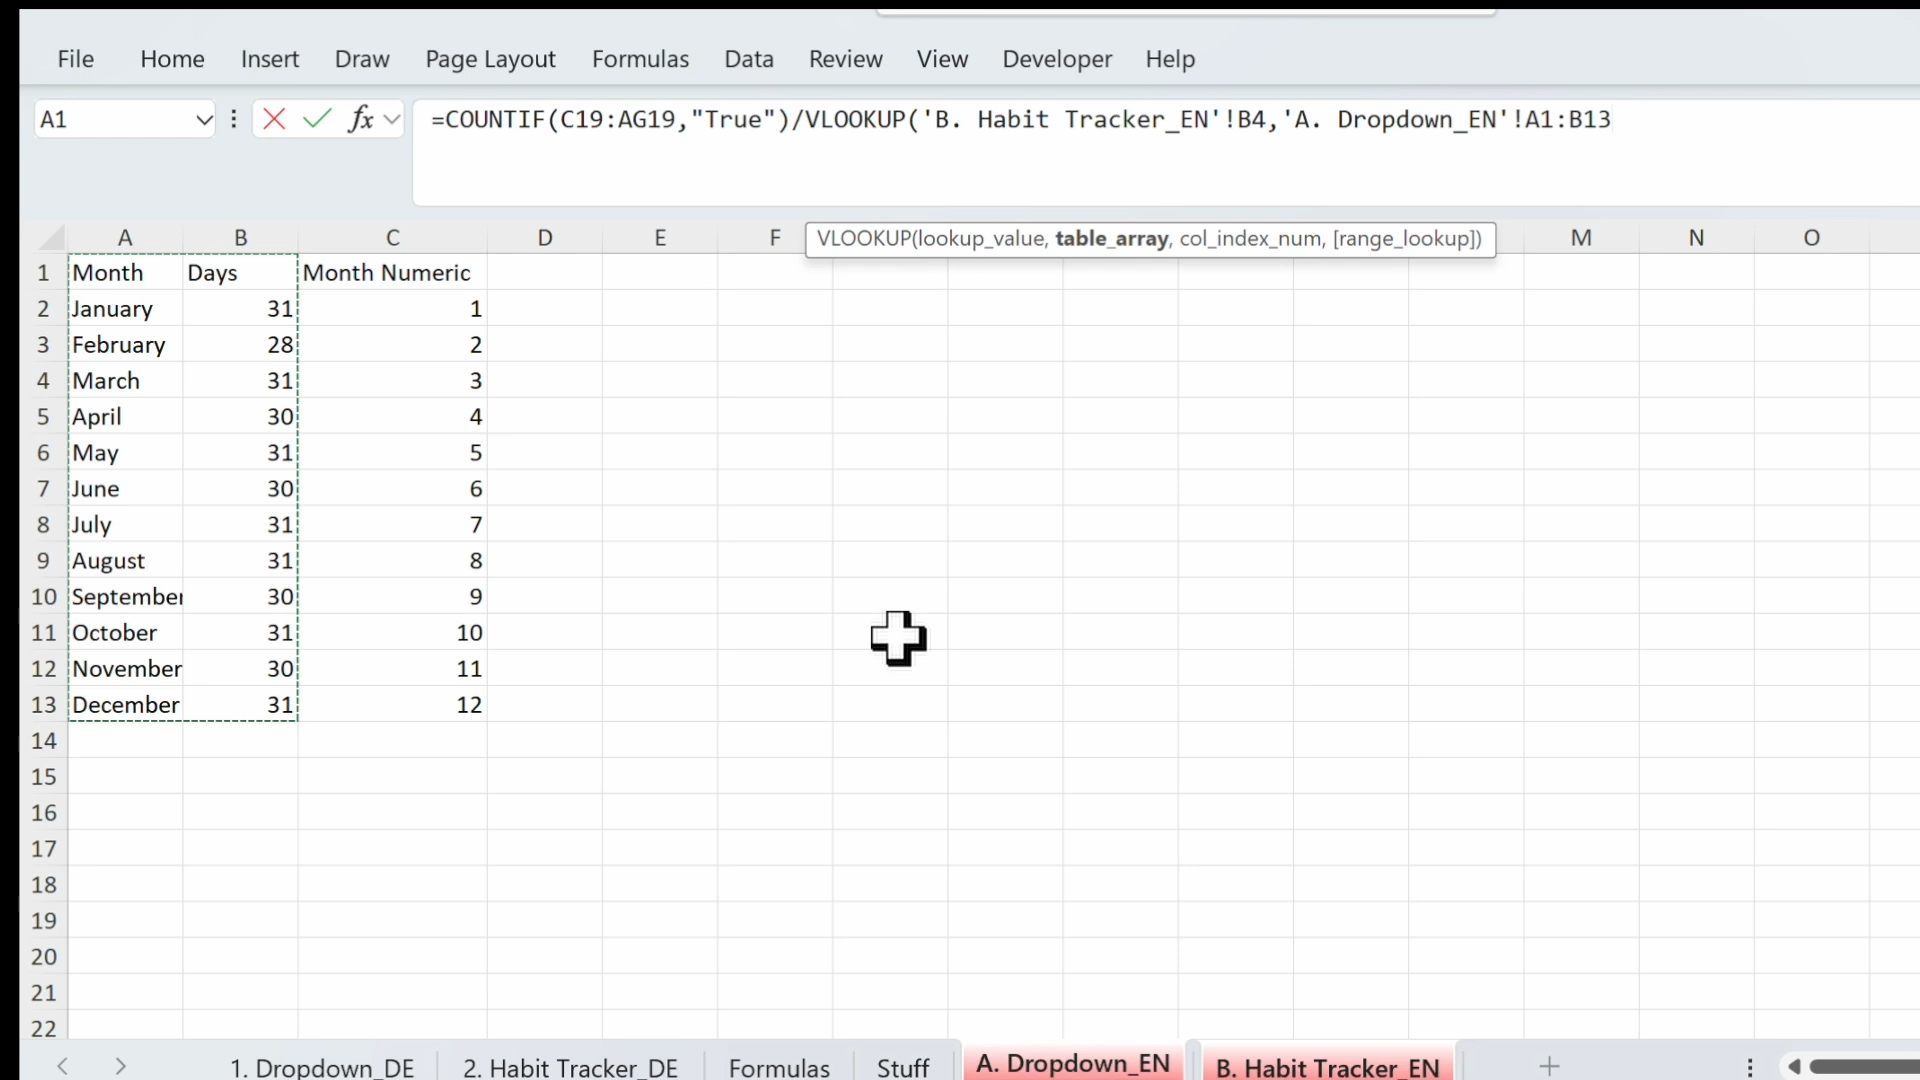 File Home Insert Draw Page Layout Formulas Data Review View Developer Help
A1 fx =COUNTIF(C19:AG19,"True")/VLOOKUP('B. Habit Tracker_EN'!B4,'A. Dropdown_EN'!A1:B13
VLOOKUP(lookup_value, table_array, col_index_num, [range_lookup])
A B C D E F M N O
1 Month Days Month Numeric
2 January 31 1
3 February 28 2
4 March 31 3
5 April 30 4
6 May 31 5
7 June 30 6
8 July 31 7
9 August 31 8
10 September 30 9
11 October 31 10
12 November 30 11
13 December 31 12
14
15
16
17
18
19
20
21
22
1. Dropdown_DE 2. Habit Tracker_DE Formulas Stuff A. Dropdown_EN B. Habit Tracker_EN